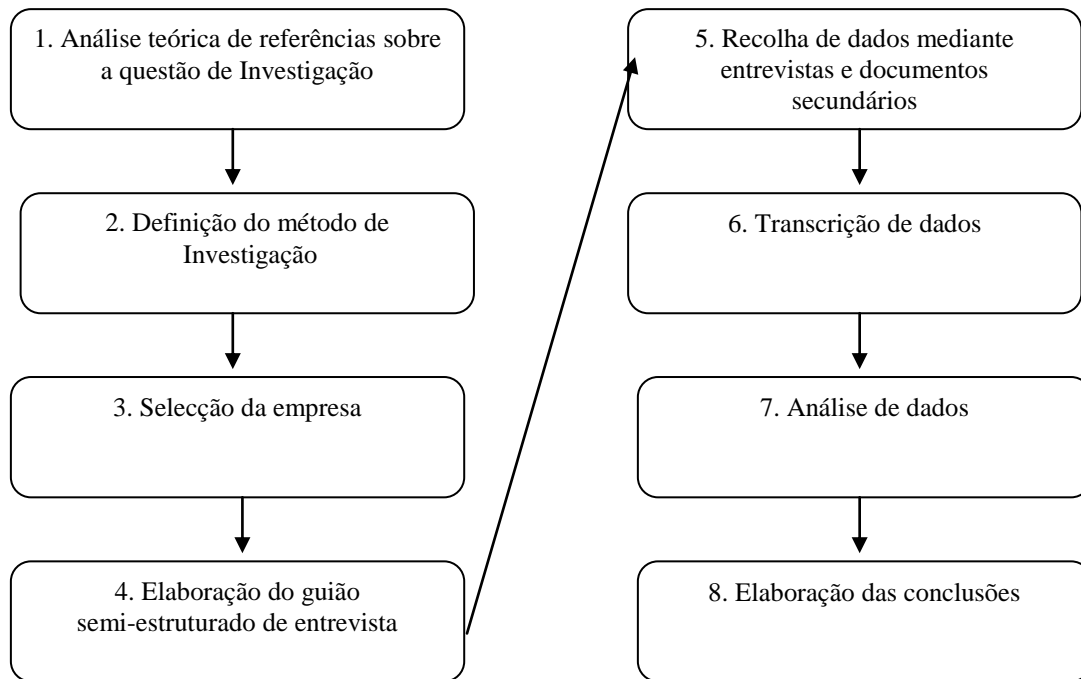 1. Análise teórica de referências sobre
a questão de Investigação
2. Definição do método de
Investigação
3. Selecção da empresa
4. Elaboração do guião
semi-estruturado de entrevista
5. Recolha de dados mediante
entrevistas e documentos
secundários
6. Transcrição de dados
7. Análise de dados
8. Elaboração das conclusões